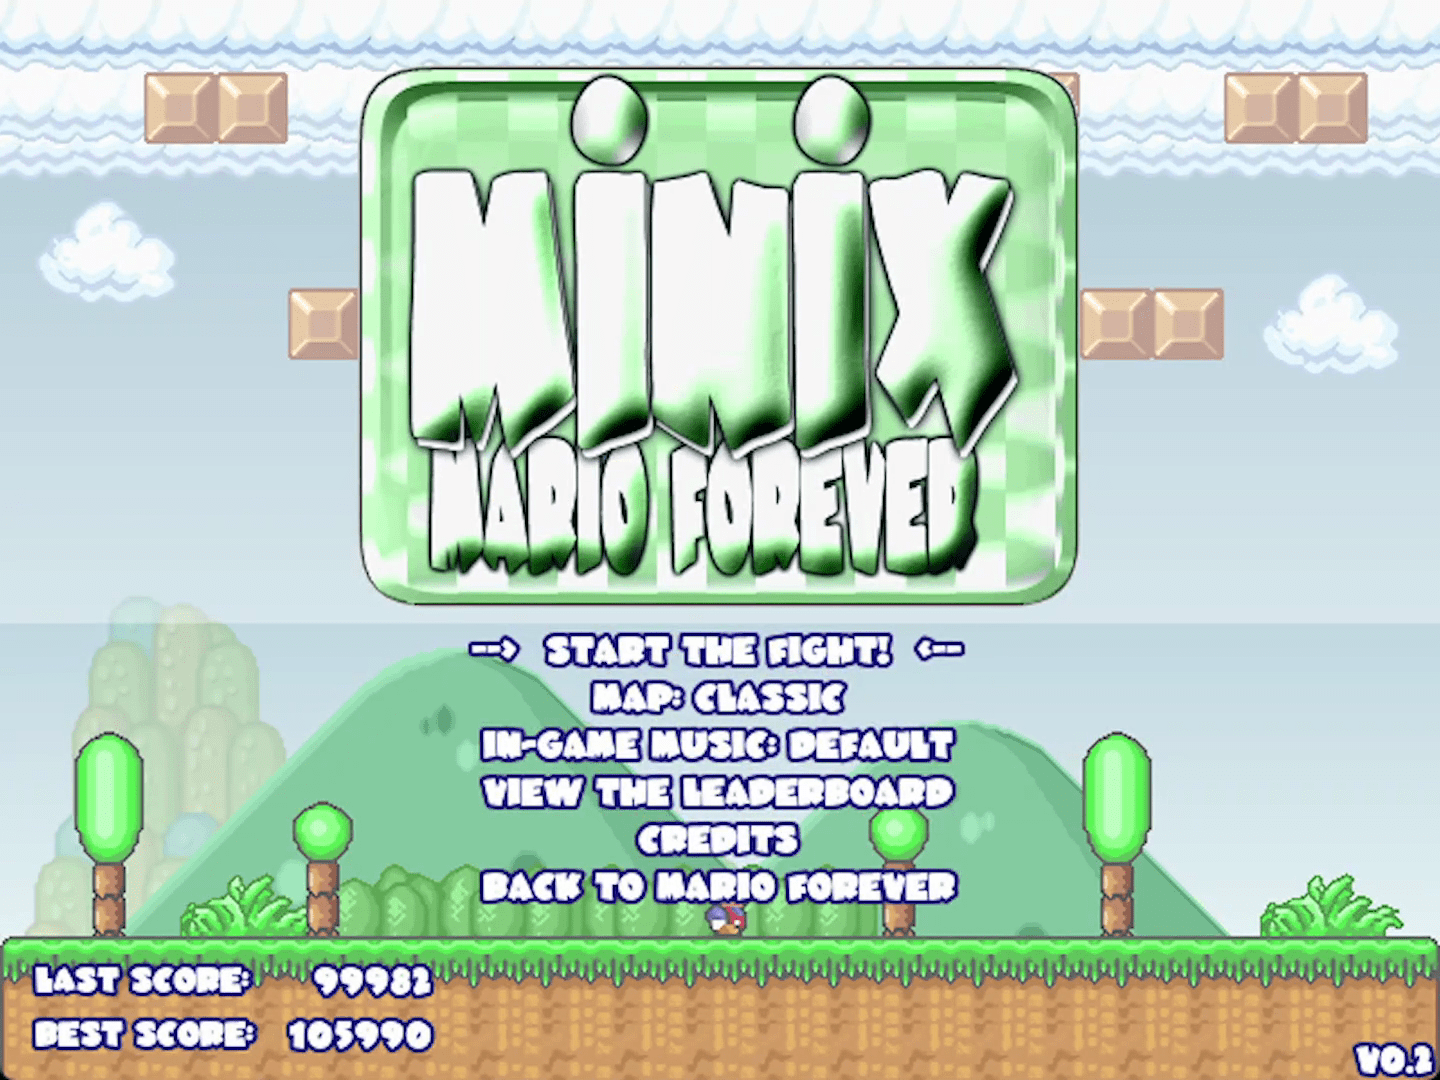 MiNiX
MARIO FOREVER
--> START THE FIGHT! <--
MAP: CLASSIC
IN-GAME MUSIC: DEFAULT
VIEW THE LEADERBOARD
CREDITS
BACK TO MARIO FOREVER
LAST SCORE: 99982
BEST SCORE: 105990
V0.2